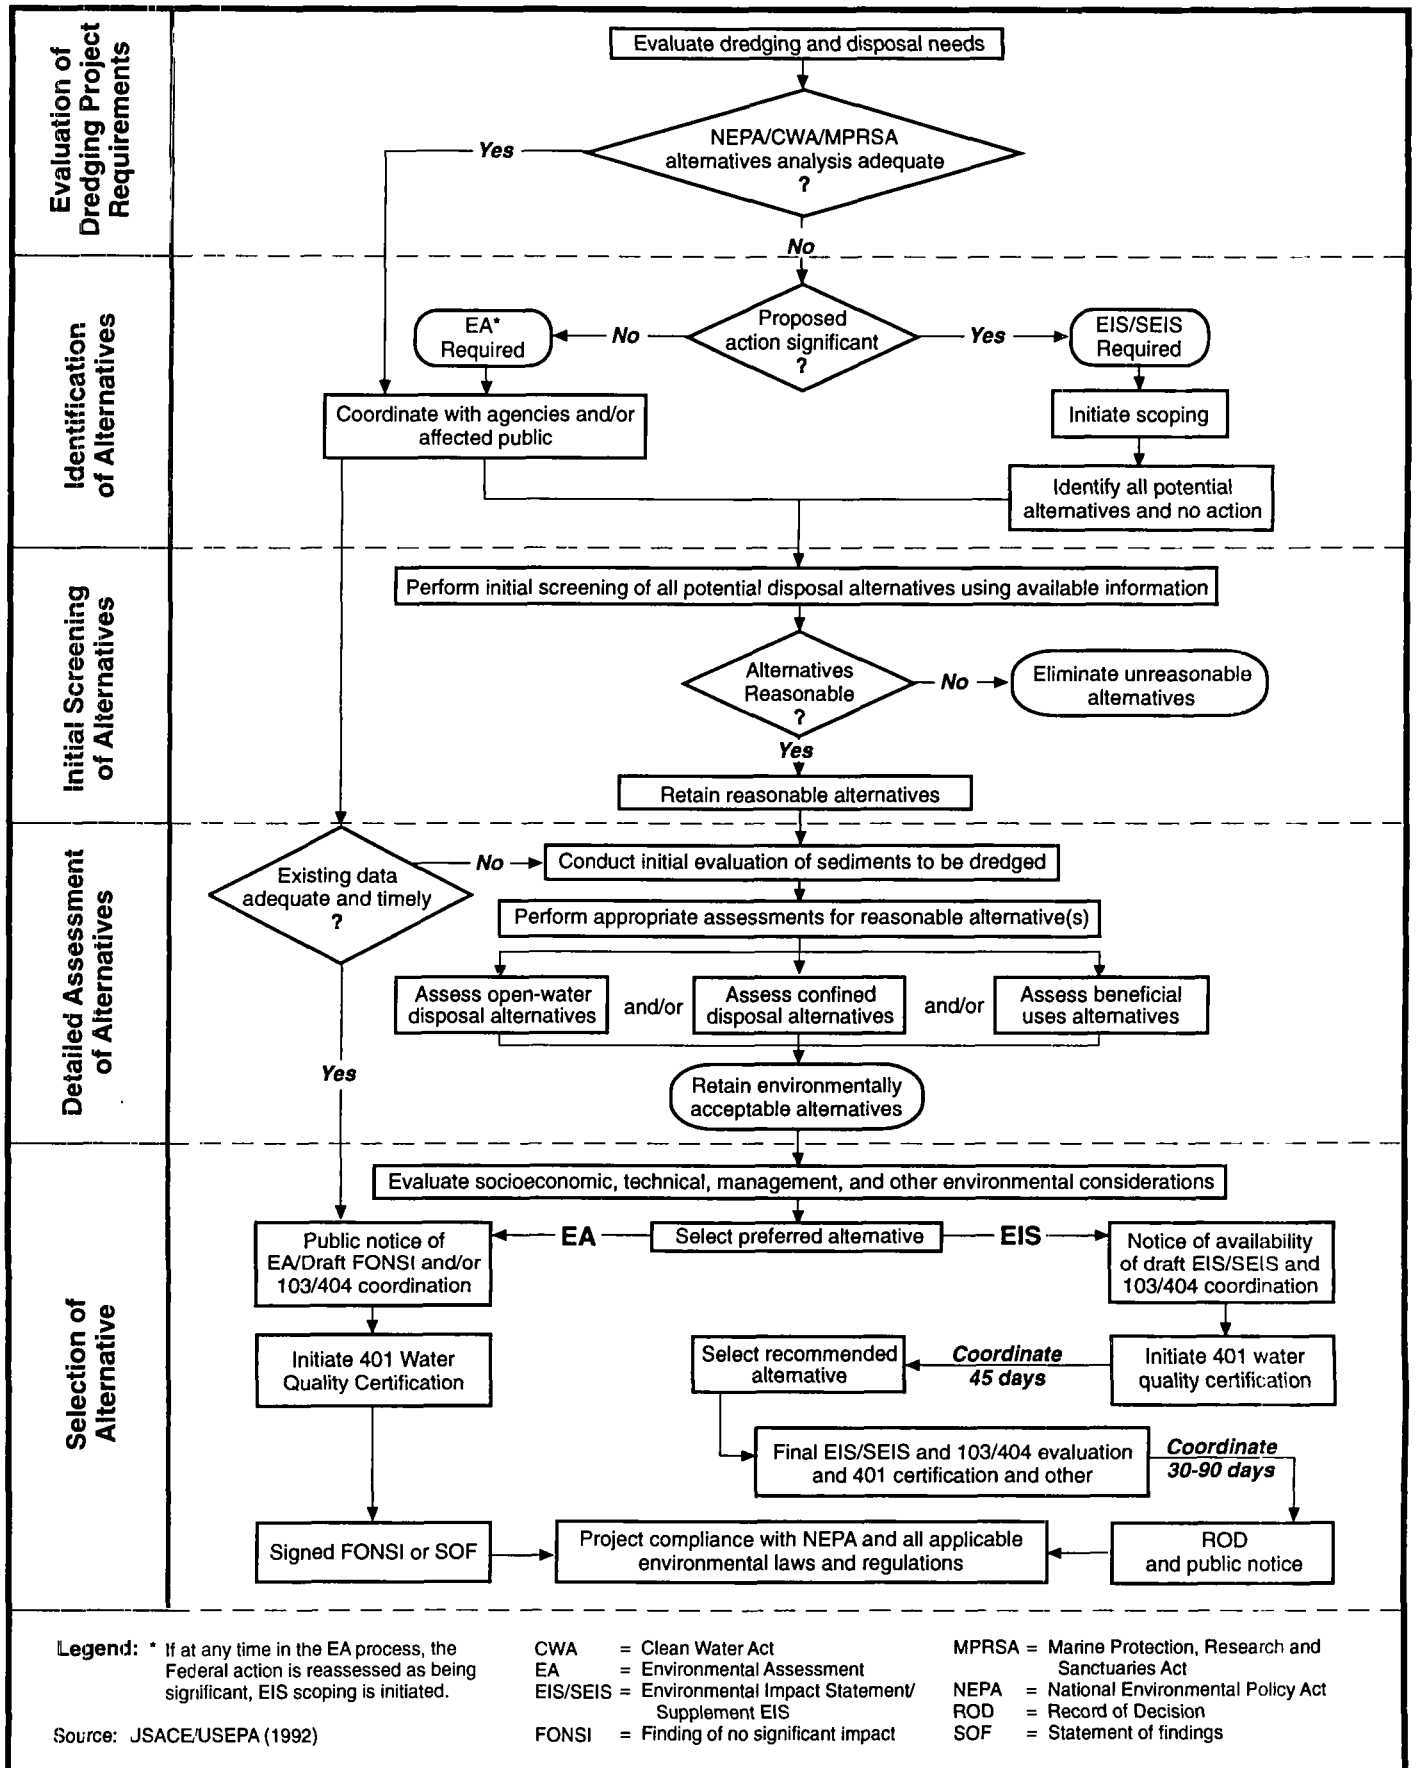 Evaluation of
Dredging Project
Requirements
Evaluate dredging and disposal needs
NEPA/CWA/MPRSA
alternatives analysis adequate
?
Yes
No
Identification
of Alternatives
EA*
Required
No
Proposed
action significant
?
Yes
EIS/SEIS
Required
Coordinate with agencies and/or
affected public
Initiate scoping
Identify all potential
alternatives and no action
Initial Screening
of Alternatives
Perform initial screening of all potential disposal alternatives using available information
Alternatives
Reasonable
?
No
Eliminate unreasonable
alternatives
Yes
Retain reasonable alternatives
Detailed Assessment
of Alternatives
Existing data
adequate and timely
?
No
Conduct initial evaluation of sediments to be dredged
Perform appropriate assessments for reasonable alternative(s)
Assess open-water
disposal alternatives
and/or
Assess confined
disposal alternatives
and/or
Assess beneficial
uses alternatives
Yes
Retain environmentally
acceptable alternatives
Selection of
Alternative
Evaluate socioeconomic, technical, management, and other environmental considerations
Public notice of
EA/Draft FONSI and/or
103/404 coordination
EA
Select preferred alternative
EIS
Notice of availability
of draft EIS/SEIS and
103/404 coordination
Initiate 401 Water
Quality Certification
Select recommended
alternative
Coordinate
45 days
Initiate 401 water
quality certification
Final EIS/SEIS and 103/404 evaluation
and 401 certification and other
Coordinate
30-90 days
Signed FONSI or SOF
Project compliance with NEPA and all applicable
environmental laws and regulations
ROD
and public notice
Legend: * If at any time in the EA process, the
Federal action is reassessed as being
significant, EIS scoping is initiated.
Source: JSACE/USEPA (1992)
CWA = Clean Water Act
EA = Environmental Assessment
EIS/SEIS = Environmental Impact Statement/
Supplement EIS
FONSI = Finding of no significant impact
MPRSA = Marine Protection, Research and
Sanctuaries Act
NEPA = National Environmental Policy Act
ROD = Record of Decision
SOF = Statement of findings